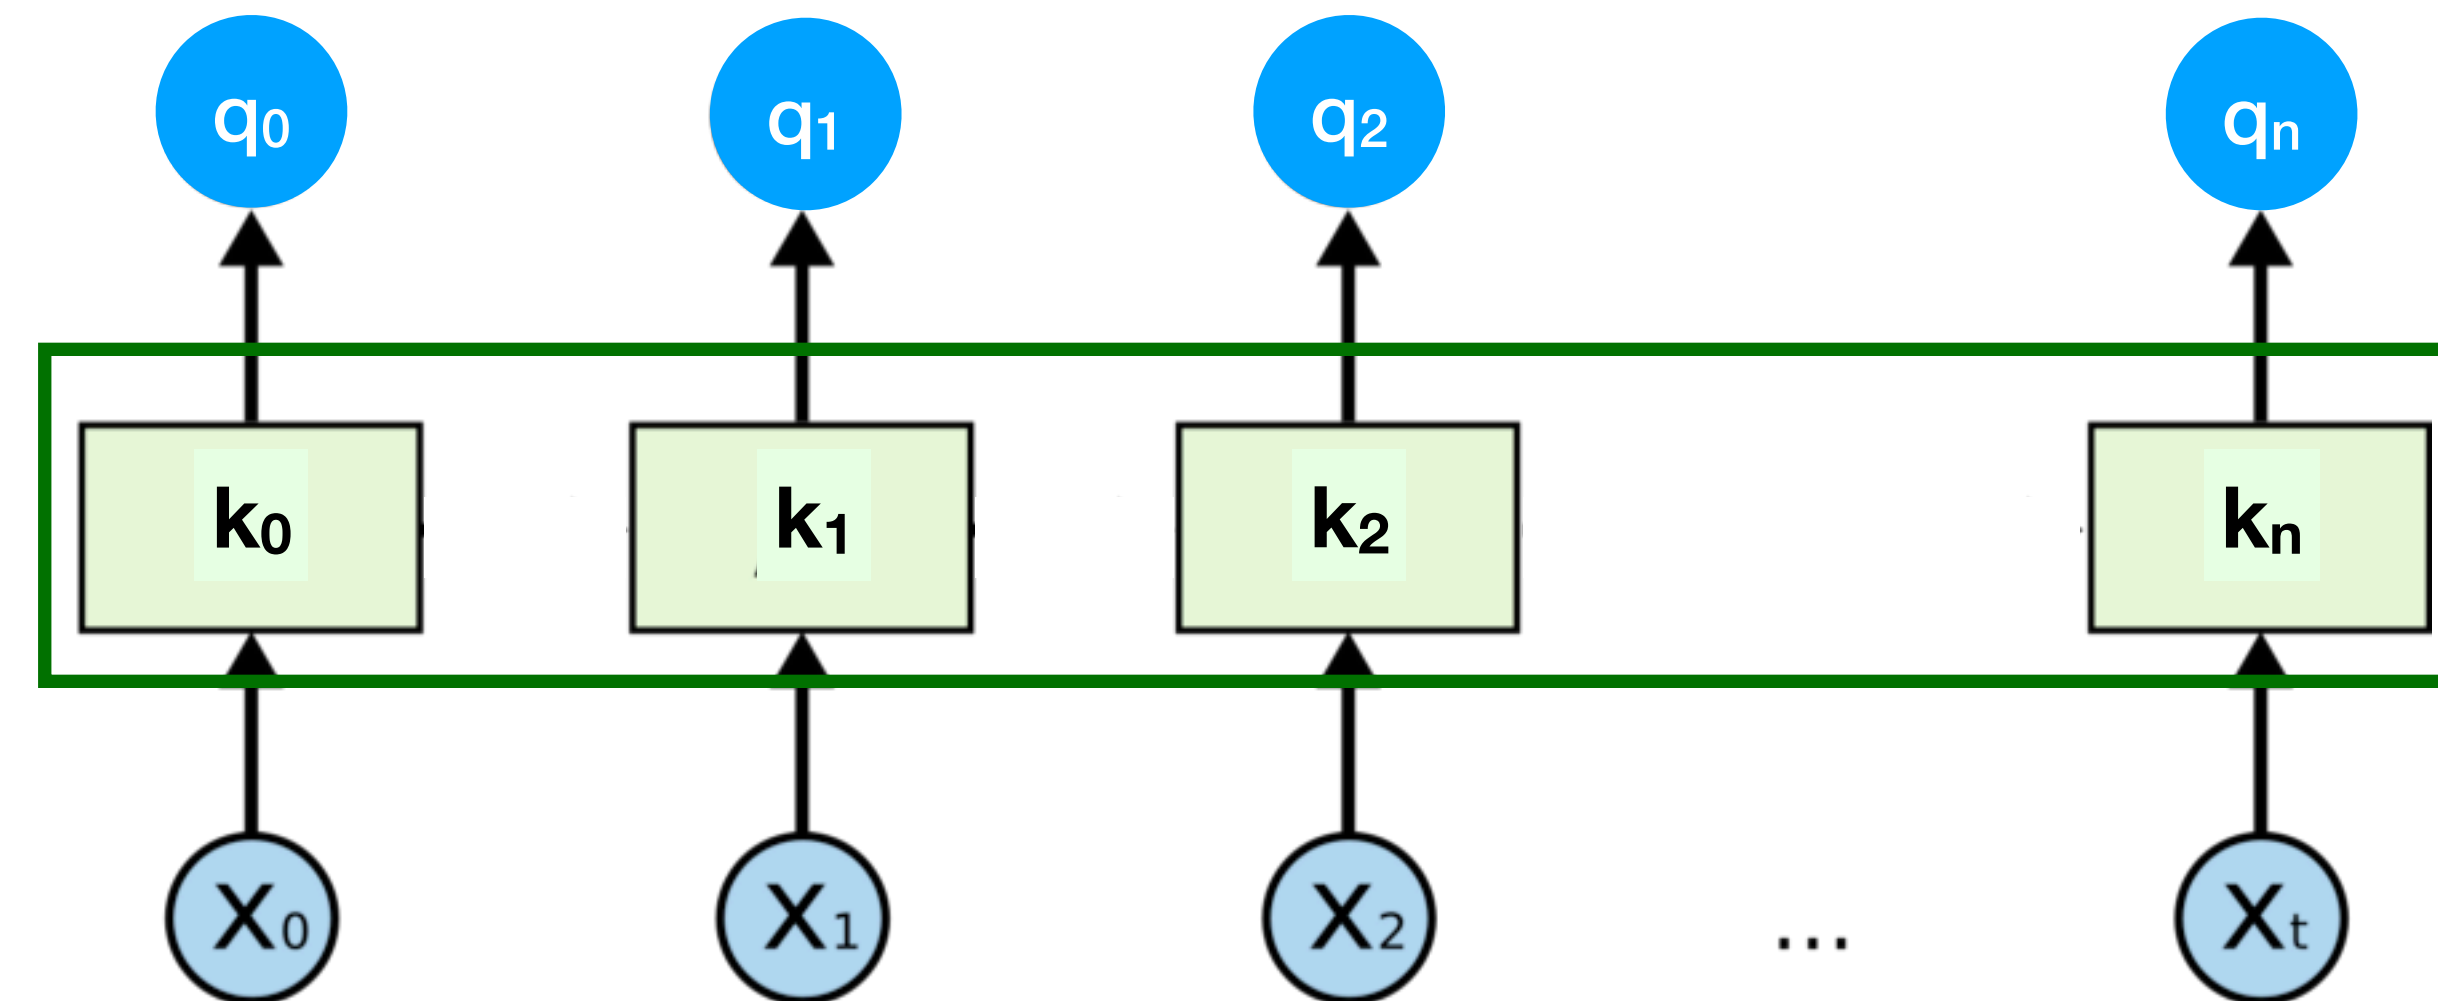 q₀ q₁ q₂ qₙ
k₀ k₁ k₂ kₙ
X₀ X₁ X₂ ... Xₜ